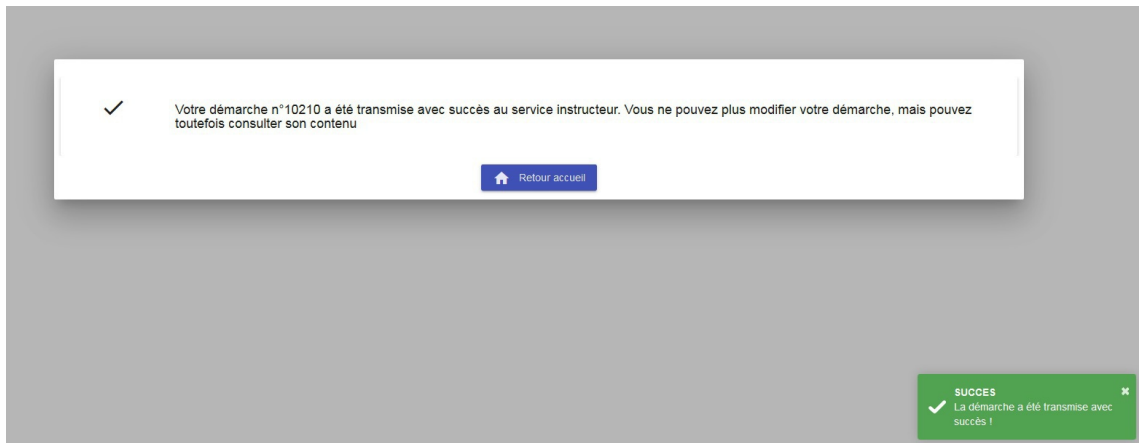 Votre démarche n°10210 a été transmise avec succès au service instructeur. Vous ne pouvez plus modifier votre démarche, mais pouvez
toutefois consulter son contenu
Retour accueil
SUCCES
La démarche a été transmise avec
succès !